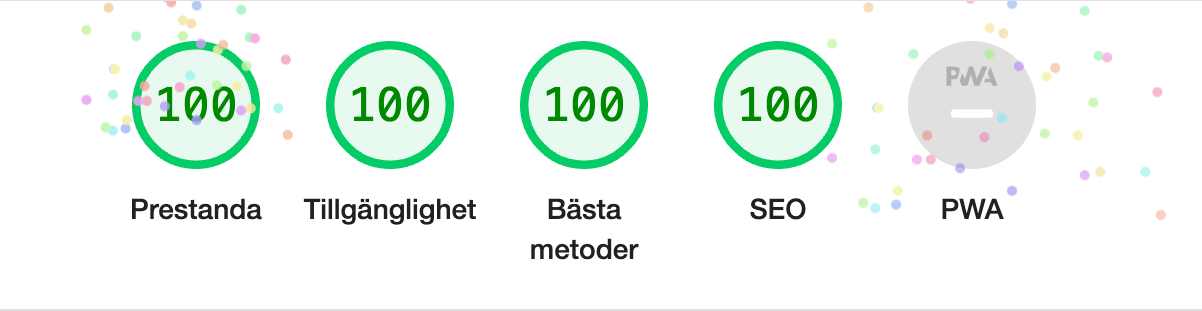 100
100
100
100
PWA
Prestanda
Tillgänglighet
Bästa
metoder
SEO
PWA